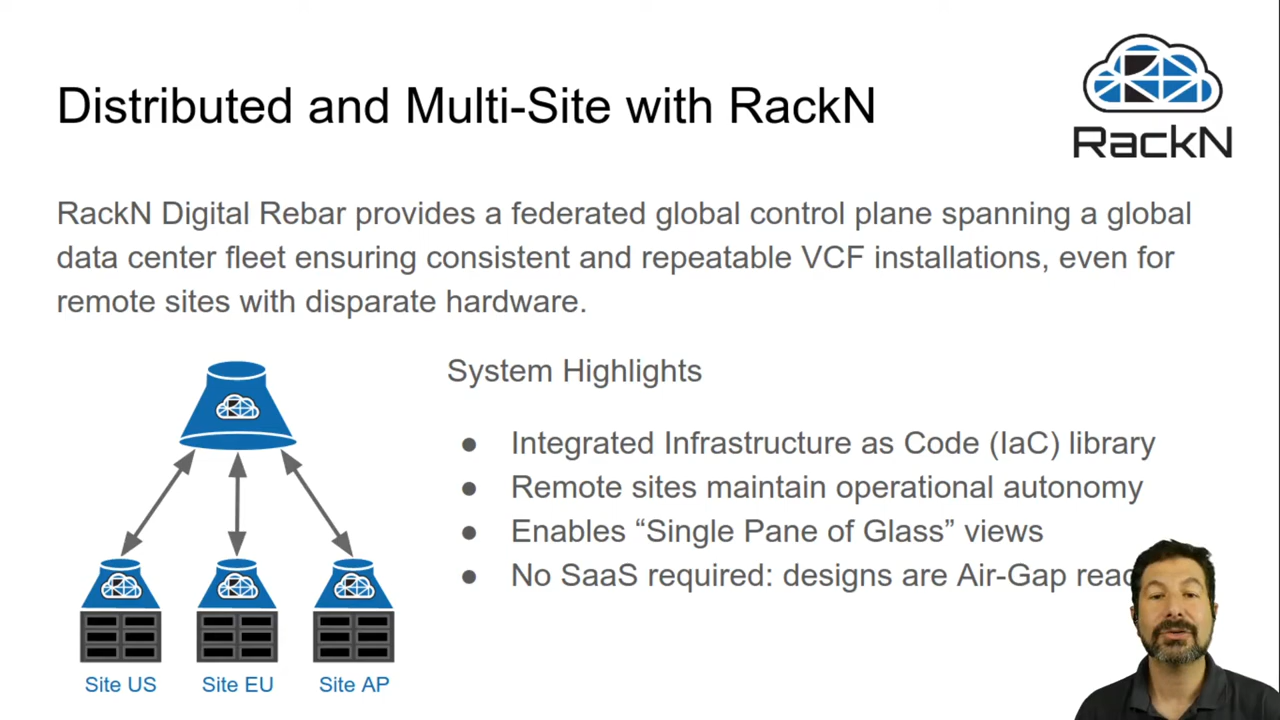 Distributed and Multi-Site with RackN
RackN
RackN Digital Rebar provides a federated global control plane spanning a global
data center fleet ensuring consistent and repeatable VCF installations, even for
remote sites with disparate hardware.
System Highlights
● Integrated Infrastructure as Code (IaC) library
● Remote sites maintain operational autonomy
● Enables “Single Pane of Glass” views
● No SaaS required: designs are Air-Gap
Site US
Site EU
Site AP